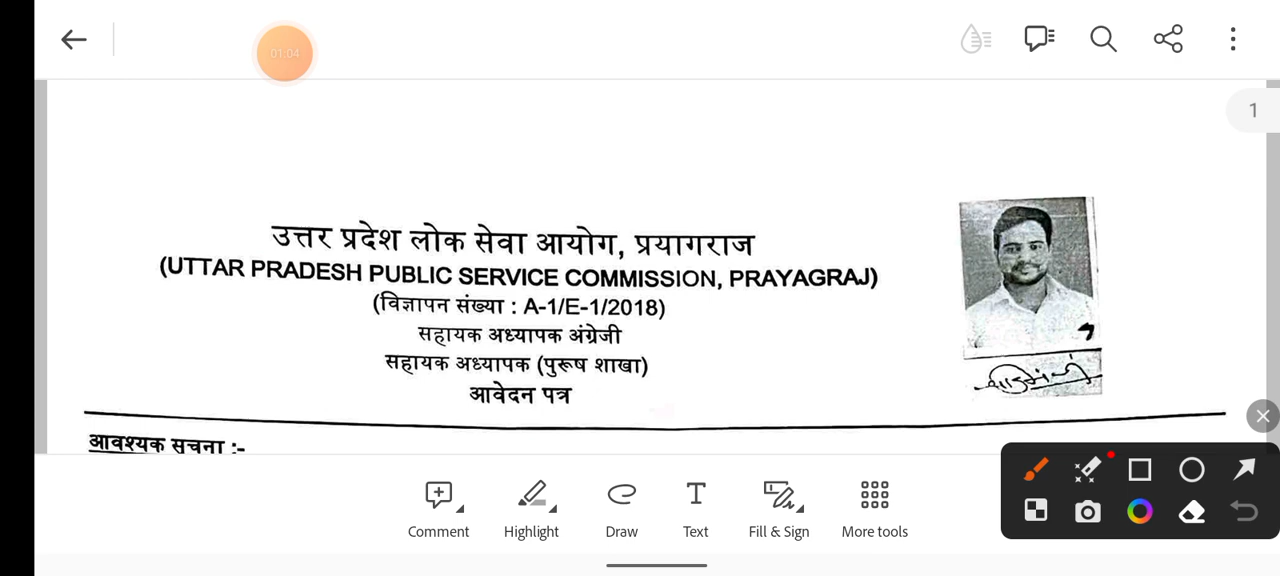 01:04
1
उत्तर प्रदेश लोक सेवा आयोग, प्रयागराज
(UTTAR PRADESH PUBLIC SERVICE COMMISSION, PRAYAGRAJ)
(विज्ञापन संख्या : A-1/E-1/2018)
सहायक अध्यापक अंग्रेजी
सहायक अध्यापक (पुरूष शाखा)
आवेदन पत्र
आवश्यक सूचना :-
Comment
Highlight
Draw
Text
Fill & Sign
More tools